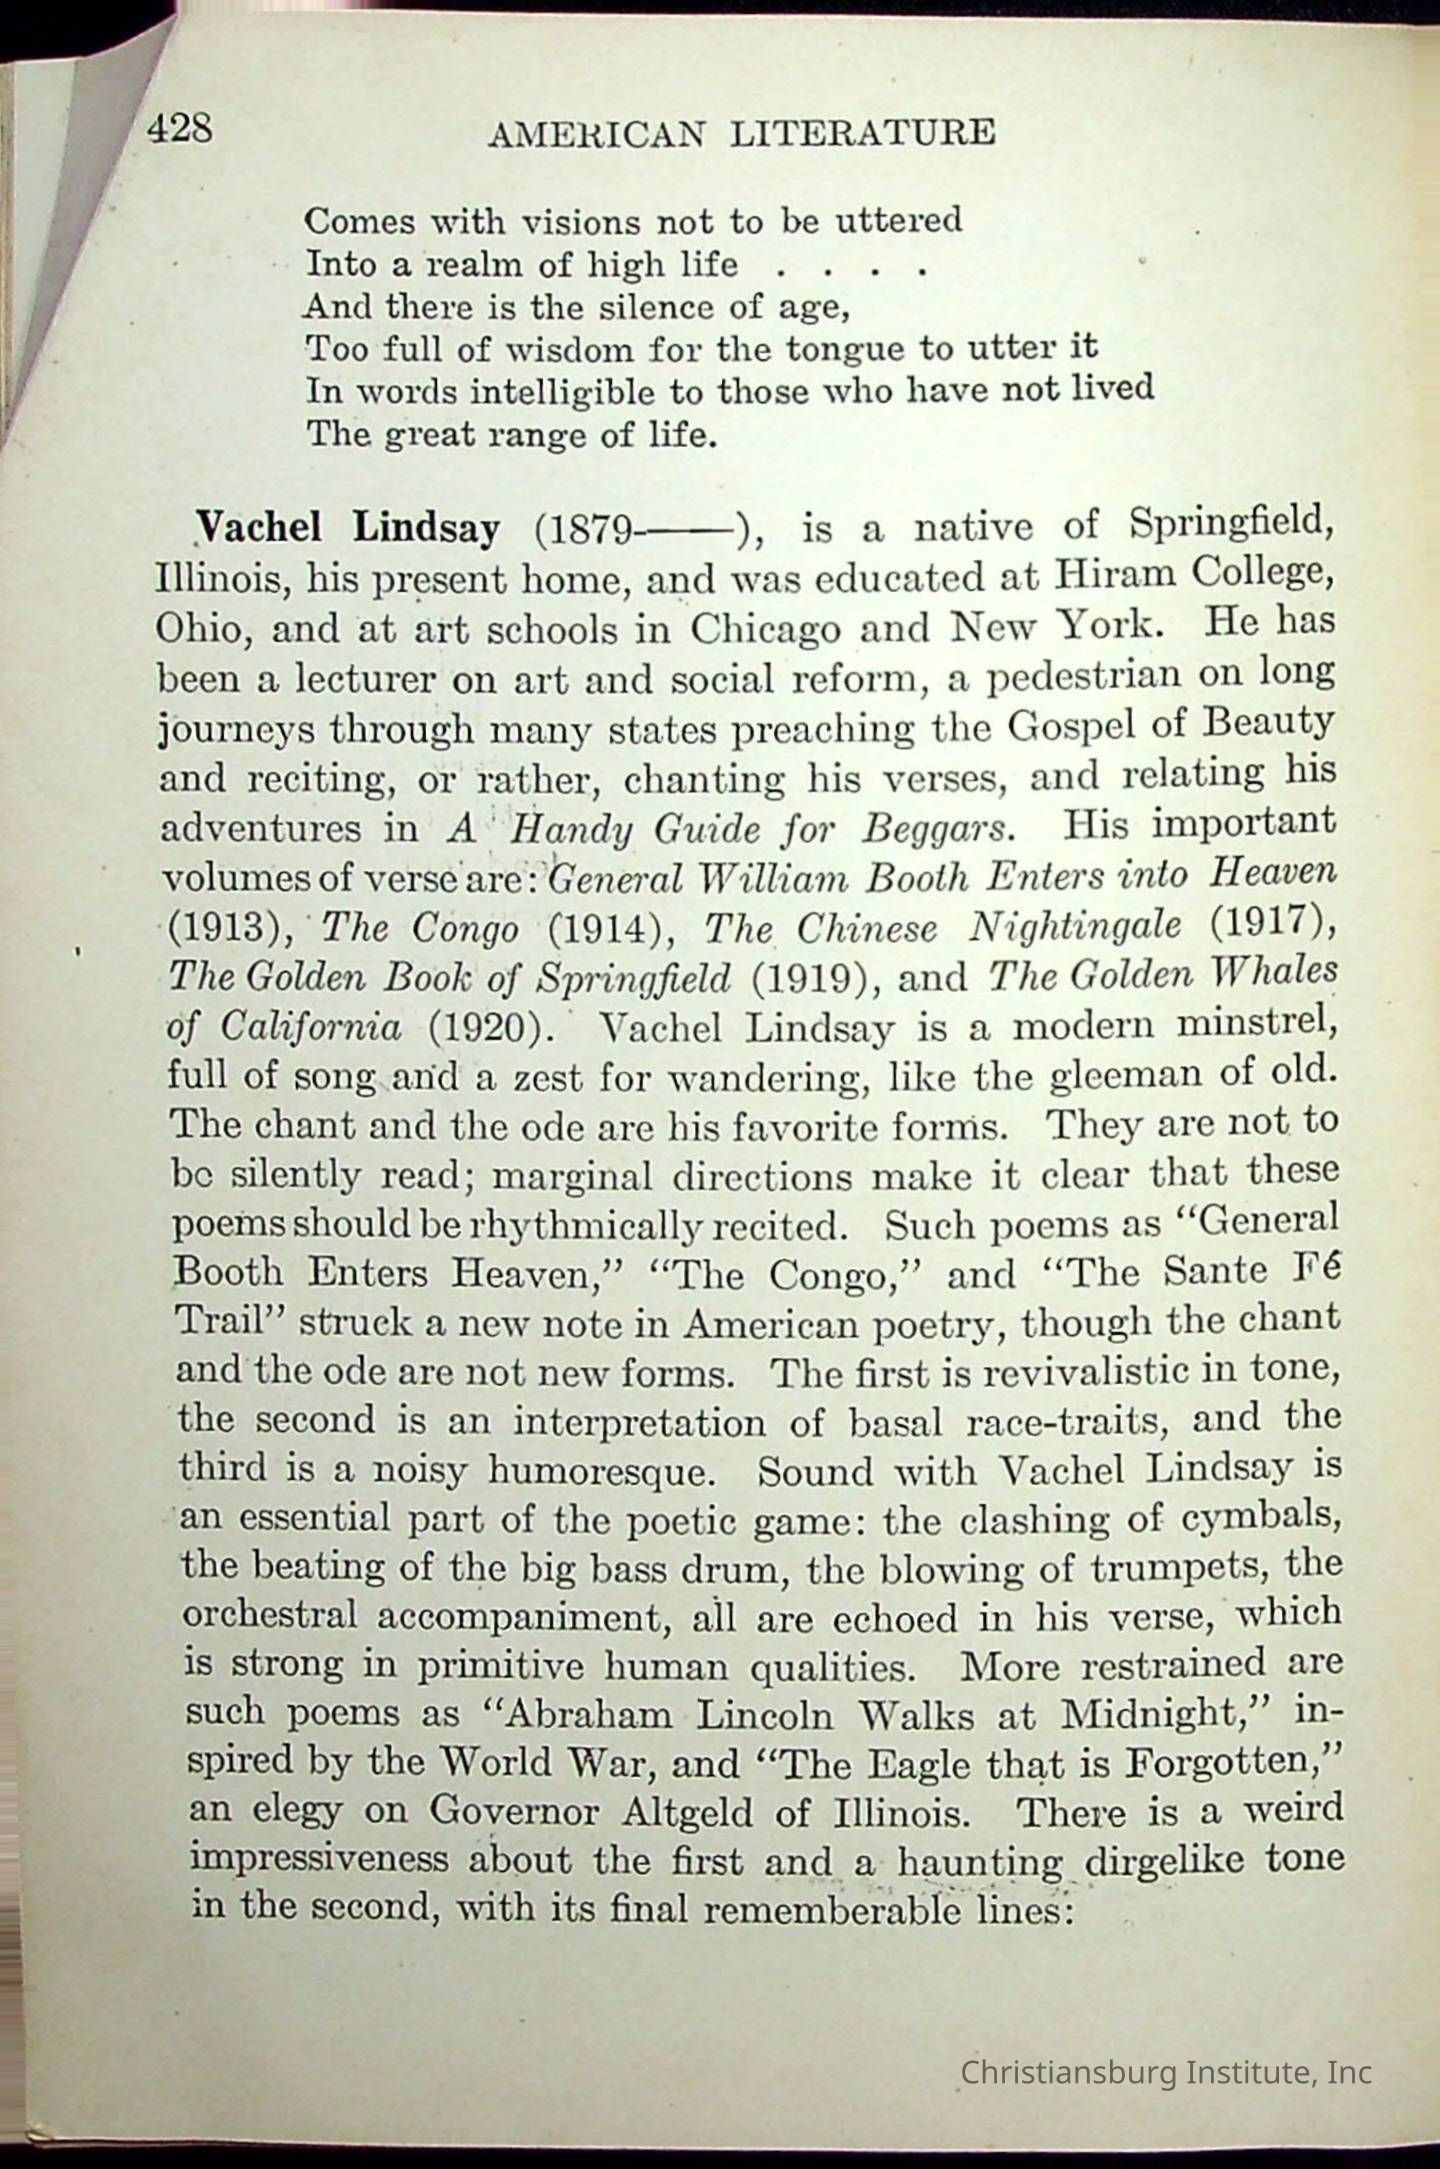 428 AMERICAN LITERATURE
Comes with visions not to be uttered
Into a realm of high life . . . .
And there is the silence of age,
Too full of wisdom for the tongue to utter it
In words intelligible to those who have not lived
The great range of life.
Vachel Lindsay (1879-——), is a native of Springfield,
Illinois, his present home, and was educated at Hiram College,
Ohio, and at art schools in Chicago and New York. He has
been a lecturer on art and social reform, a pedestrian on long
journeys through many states preaching the Gospel of Beauty
and reciting, or rather, chanting his verses, and relating his
adventures in A Handy Guide for Beggars. His important
volumes of verse are: General William Booth Enters into Heaven
(1913), The Congo (1914), The Chinese Nightingale (1917),
The Golden Book of Springfield (1919), and The Golden Whales
of California (1920). Vachel Lindsay is a modern minstrel,
full of song and a zest for wandering, like the gleeman of old.
The chant and the ode are his favorite forms. They are not to
be silently read; marginal directions make it clear that these
poems should be rhythmically recited. Such poems as “General
Booth Enters Heaven,” “The Congo,” and “The Sante Fé
Trail” struck a new note in American poetry, though the chant
and the ode are not new forms. The first is revivalistic in tone,
the second is an interpretation of basal race-traits, and the
third is a noisy humoresque. Sound with Vachel Lindsay is
an essential part of the poetic game: the clashing of cymbals,
the beating of the big bass drum, the blowing of trumpets, the
orchestral accompaniment, all are echoed in his verse, which
is strong in primitive human qualities. More restrained are
such poems as “Abraham Lincoln Walks at Midnight,” in-
spired by the World War, and “The Eagle that is Forgotten,”
an elegy on Governor Altgeld of Illinois. There is a weird
impressiveness about the first and a haunting dirgelike tone
in the second, with its final rememberable lines:
Christiansburg Institute, Inc